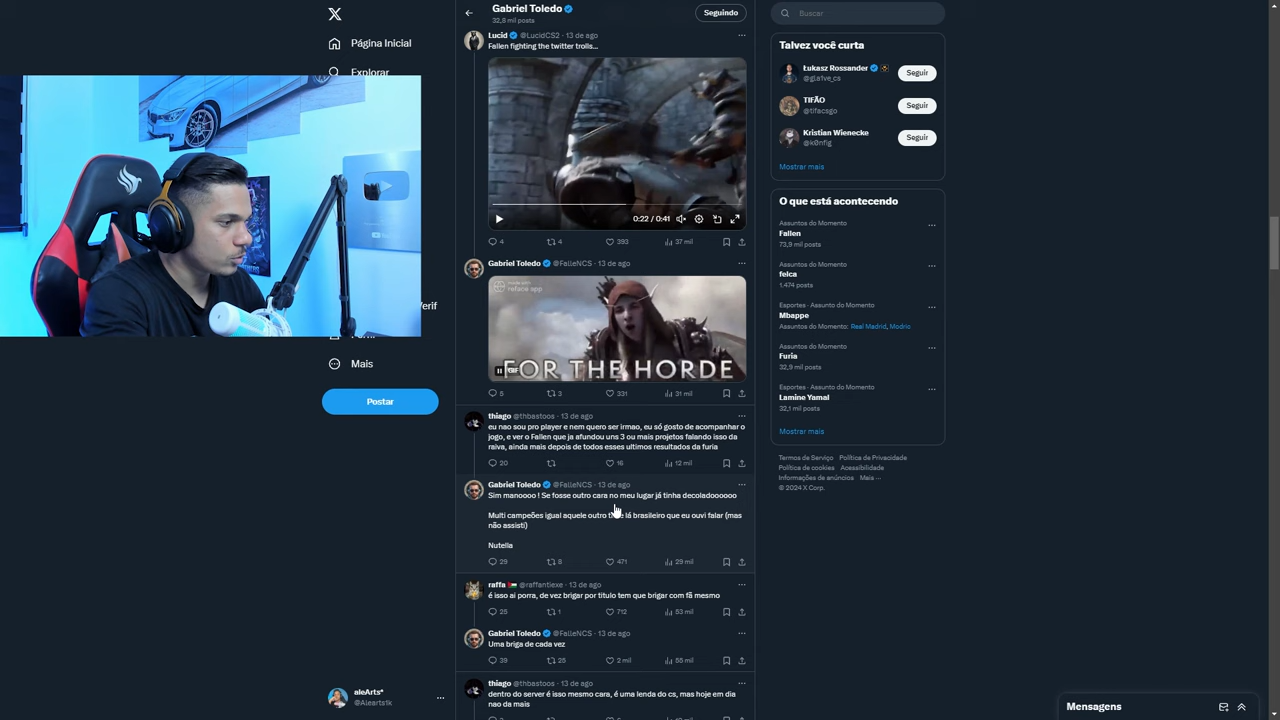 Página Inicial
Explorar
Verif
Mais
Postar
aleArts*
@Alearts1k
Gabriel Toledo
32,8 mil posts
Seguindo
Lucid @LucidCS2 · 13 de ago
Fallen fighting the twitter trolls...
0:22 / 0:41
4 4 393 37 mil
Gabriel Toledo @FalleNCS · 13 de ago
made with
reface app
FOR THE HORDE
GIF
5 3 331 31 mil
thiago @thbastoos · 13 de ago
eu nao sou pro player e nem quero ser irmao, eu só gosto de acompanhar o
jogo, e ver o Fallen que ja afundou uns 3 ou mais projetos falando isso da
raiva, ainda mais depois de todos esses ultimos resultados da furia
20 16 12 mil
Gabriel Toledo @FalleNCS · 13 de ago
Sim manoooo ! Se fosse outro cara no meu lugar já tinha decoladoooooo
Multi campeões igual aquele outro lá brasileiro que eu ouvi falar (mas
não assisti)
Nutella
29 8 471 29 mil
raffa @raffantiexe · 13 de ago
é isso ai porra, de vez brigar por titulo tem que brigar com fã mesmo
25 1 712 53 mil
Gabriel Toledo @FalleNCS · 13 de ago
Uma briga de cada vez
39 25 2 mil 55 mil
thiago @thbastoos · 13 de ago
dentro do server é isso mesmo cara, é uma lenda do cs, mas hoje em dia
nao da mais
Buscar
Talvez você curta
Łukasz Rossander
@gla1ve_cs
Seguir
TIFÃO
@tifacsgo
Seguir
Kristian Wienecke
@k0nfig
Seguir
Mostrar mais
O que está acontecendo
Assuntos do Momento
Fallen
73,9 mil posts
Assuntos do Momento
felca
1.474 posts
Esportes · Assunto do Momento
Mbappe
Assuntos do Momento: Real Madrid, Modric
Assuntos do Momento
Furia
32,9 mil posts
Esportes · Assunto do Momento
Lamine Yamal
32,1 mil posts
Mostrar mais
Termos de Serviço Política de Privacidade
Política de cookies Acessibilidade
Informações de anúncios Mais ...
© 2024 X Corp.
Mensagens